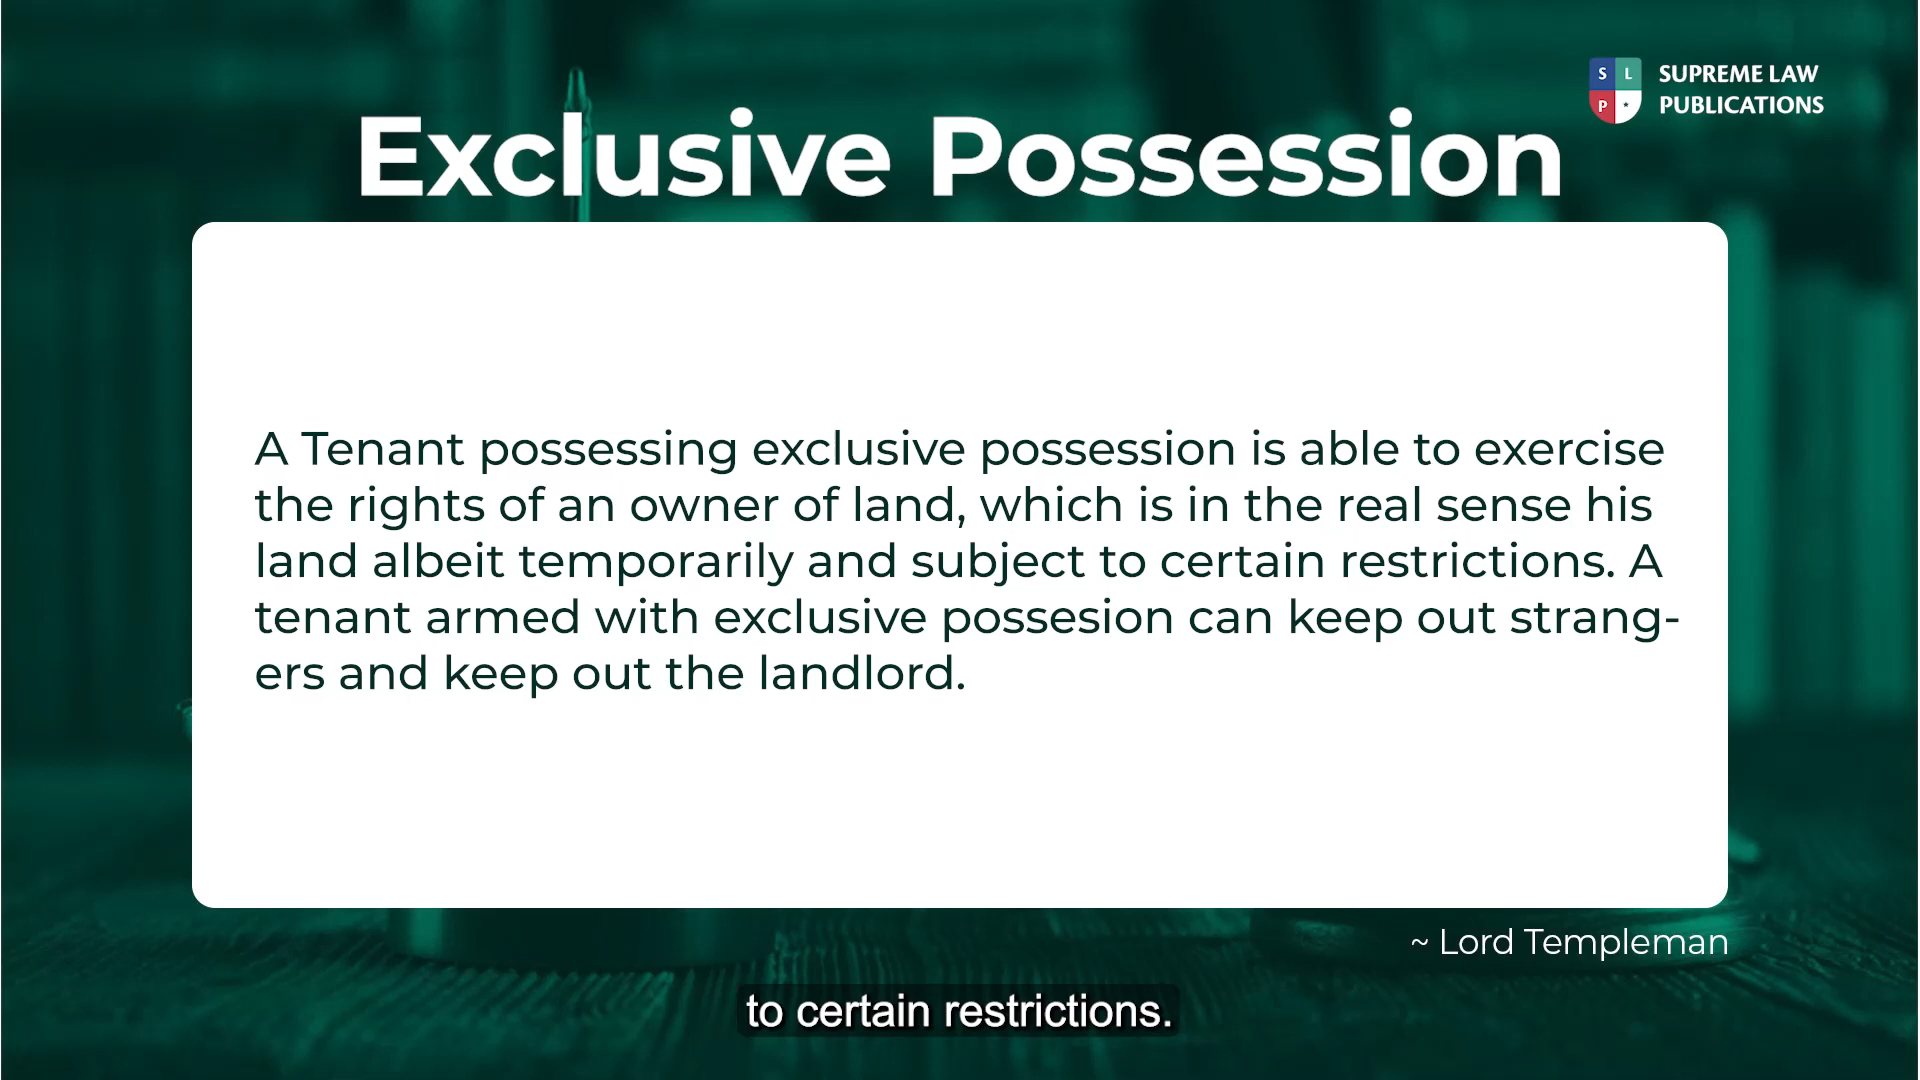 S L
P
SUPREME LAW
PUBLICATIONS
Exclusive Possession
A Tenant possessing exclusive possession is able to exercise
the rights of an owner of land, which is in the real sense his
land albeit temporarily and subject to certain restrictions. A
tenant armed with exclusive possesion can keep out strang-
ers and keep out the landlord.
~ Lord Templeman
to certain restrictions.